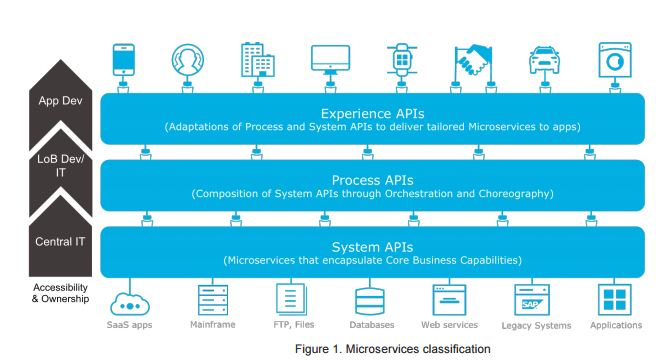 App Dev
Experience APIs
(Adaptations of Process and System APIs to deliver tailored Microservices to apps)
LoB Dev/
IT
Process APIs
(Composition of System APIs through Orchestration and Choreography)
Central IT
System APIs
(Microservices that encapsulate Core Business Capabilities)
Accessibility
& Ownership
SAP
SaaS apps
Mainframe
FTP, Files
Databases
Web services
Legacy Systems
Applications
Figure 1. Microservices classification